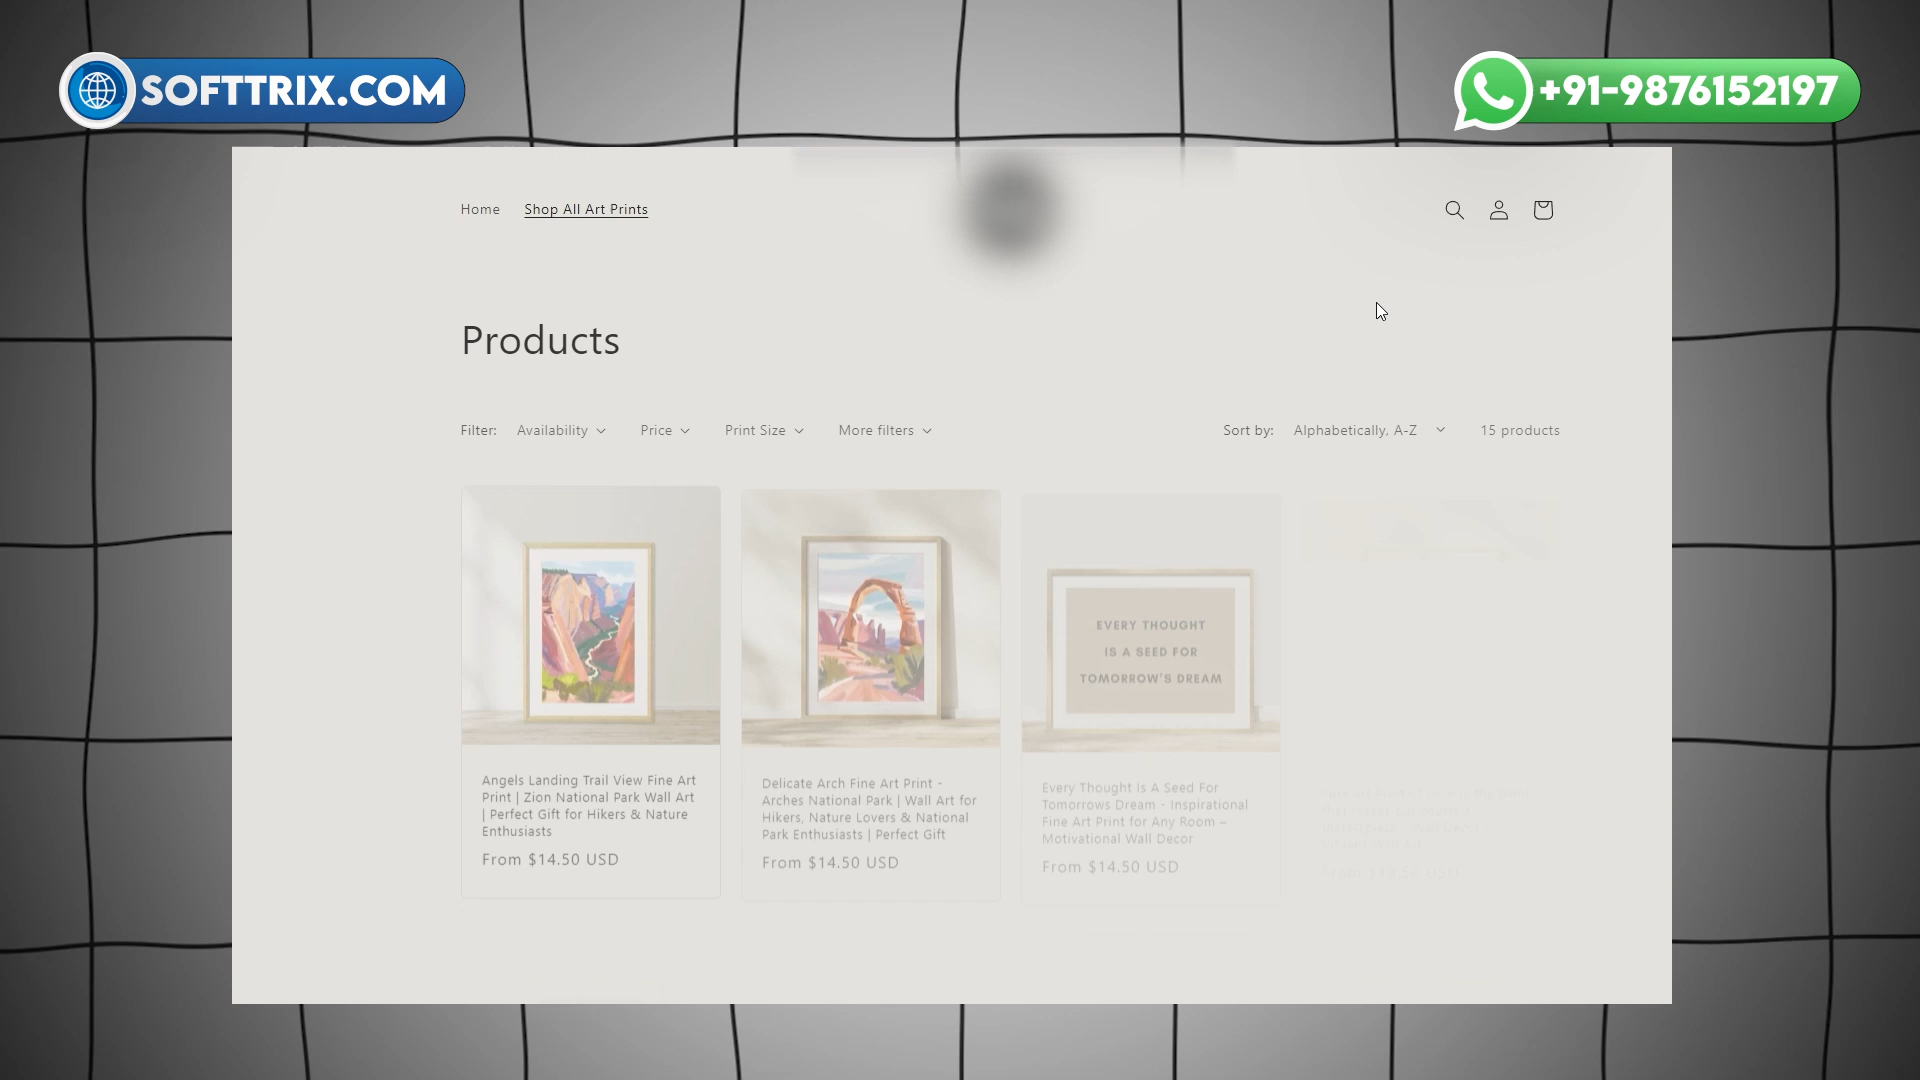 SOFTTRIX.COM
+91-9876152197
Home
Shop All Art Prints
Products
Filter:
Availability
Price
Print Size
More filters
Sort by:
Alphabetically, A-Z
15 products
EVERY THOUGHT
IS A SEED FOR
TOMORROW'S DREAM
Angels Landing Trail View Fine Art
Print | Zion National Park Wall Art
| Perfect Gift for Hikers & Nature
Enthusiasts
From $14.50 USD
Delicate Arch Fine Art Print -
Arches National Park | Wall Art for
Hikers, Nature Lovers & National
Park Enthusiasts | Perfect Gift
From $14.50 USD
Every Thought Is A Seed For
Tomorrows Dream - Inspirational
Fine Art Print for Any Room –
Motivational Wall Decor
From $14.50 USD